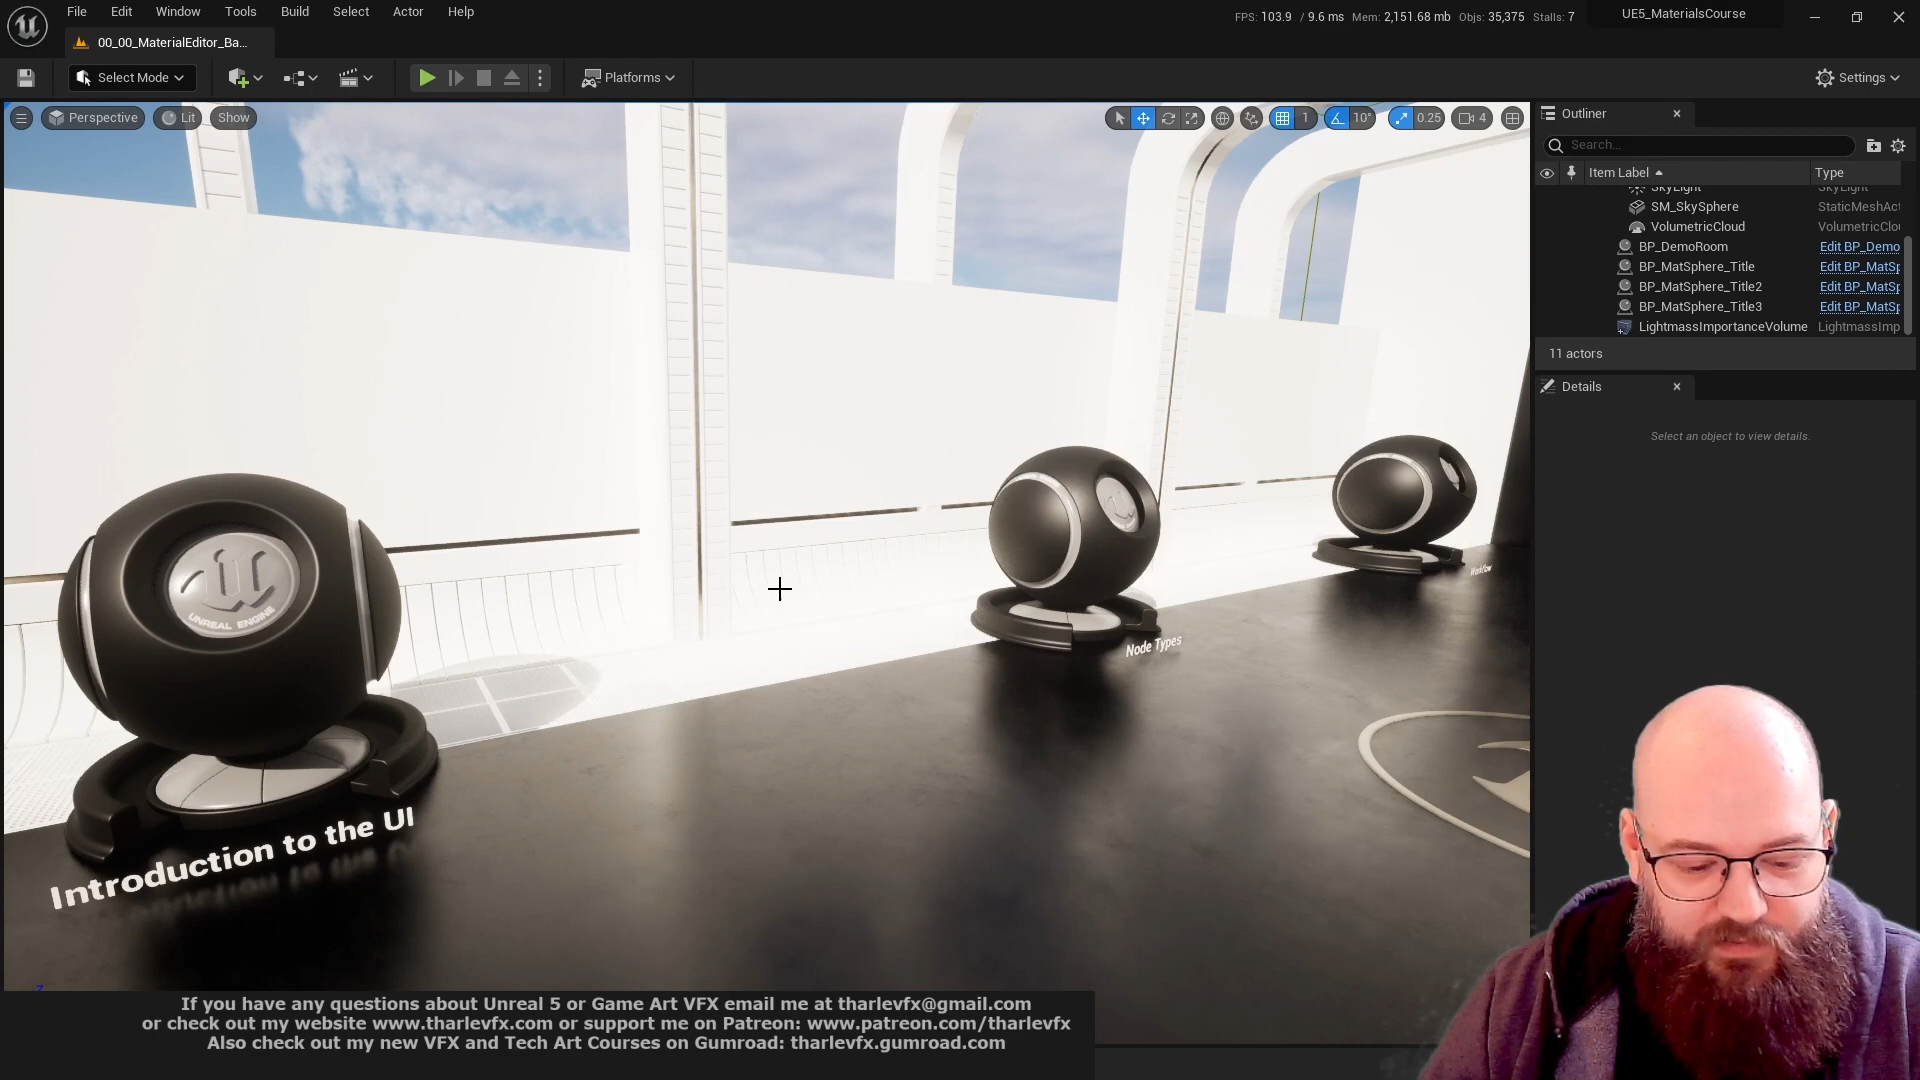 File Edit Window Tools Build Select Actor Help
FPS: 103.9 / 9.6 ms Mem: 2,151.68 mb Objs: 35,375 Stalls: 7
UE5_MaterialsCourse
00_00_MaterialEditor_Ba...
Select Mode
Platforms
Settings
Perspective Lit Show
1 10° 0.25 4
Outliner
Search...
Item Label Type
SkyLight SkyLight
SM_SkySphere StaticMeshAct
VolumetricCloud VolumetricClou
BP_DemoRoom Edit BP_Demo
BP_MatSphere_Title Edit BP_MatSp
BP_MatSphere_Title2 Edit BP_MatSp
BP_MatSphere_Title3 Edit BP_MatSp
LightmassImportanceVolume LightmassImp
11 actors
Details
Select an object to view details.
UNREAL ENGINE
Workflow
Node Types
Introduction to the UI
If you have any questions about Unreal 5 or Game Art VFX email me at tharlevfx@gmail.com
or check out my website www.tharlevfx.com or support me on Patreon: www.patreon.com/tharlevfx
Also check out my new VFX and Tech Art Courses on Gumroad: tharlevfx.gumroad.com